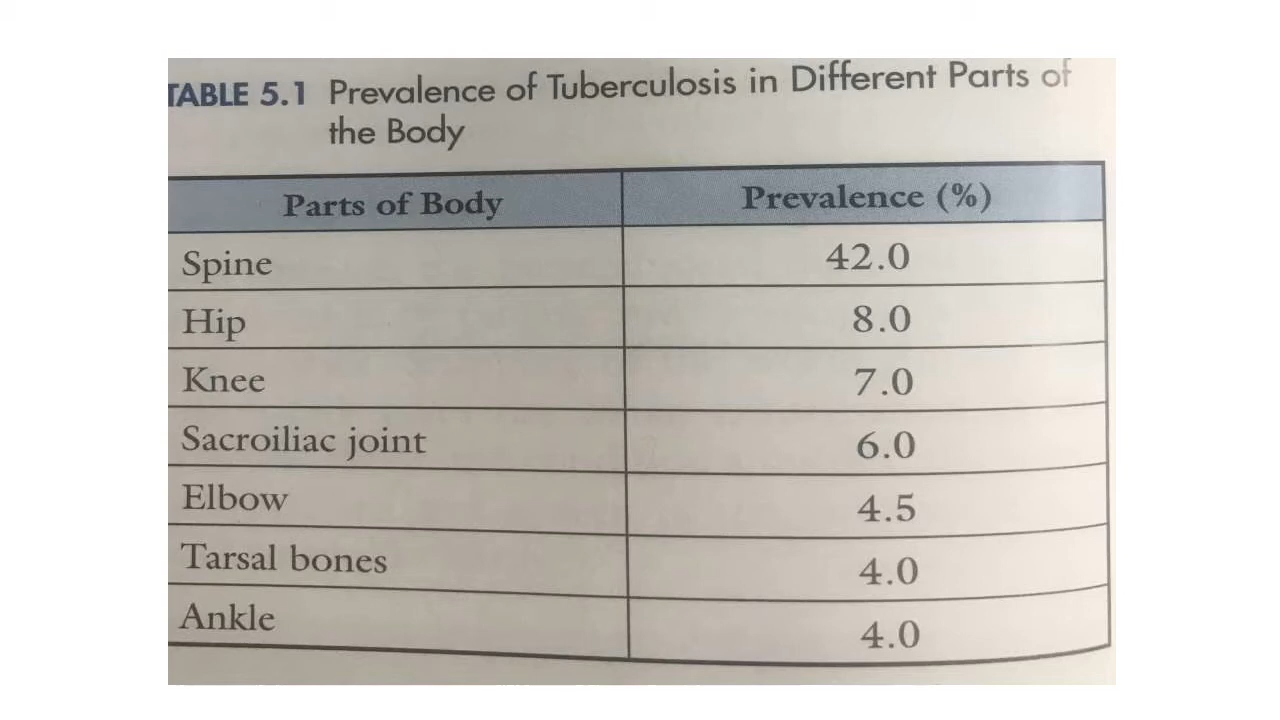 TABLE 5.1 Prevalence of Tuberculosis in Different Parts of
the Body
Parts of Body Prevalence (%)
Spine 42.0
Hip 8.0
Knee 7.0
Sacroiliac joint 6.0
Elbow 4.5
Tarsal bones 4.0
Ankle 4.0